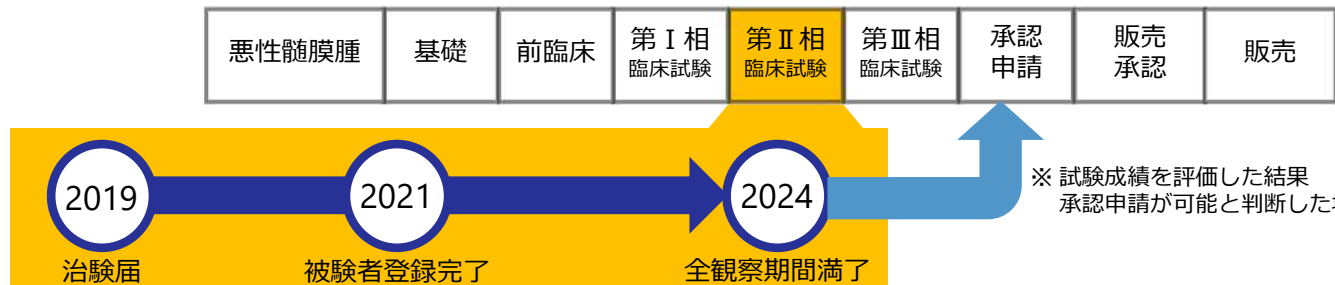 悪性髄膜腫
基礎
前臨床
第Ⅰ相
臨床試験
第Ⅱ相
臨床試験
第Ⅲ相
臨床試験
承認
申請
販売
承認
販売
2019
2021
2024
治験届
被験者登録完了
全観察期間満了
※ 試験成績を評価した結果
承認申請が可能と判断した